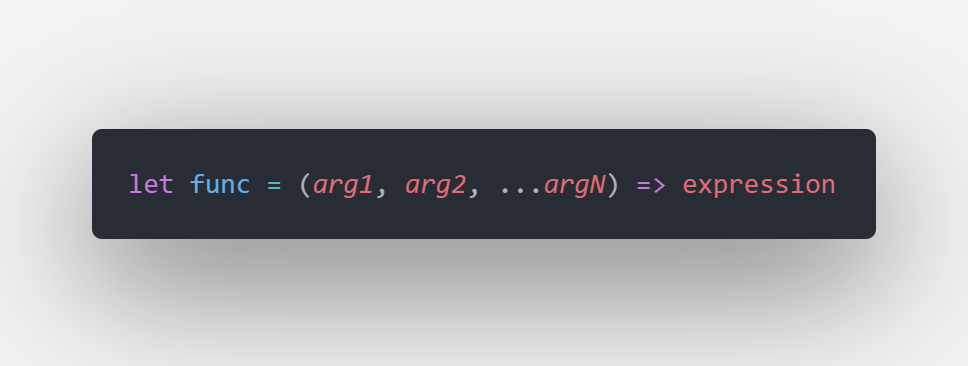 let func = (arg1, arg2, ...argN) => expression